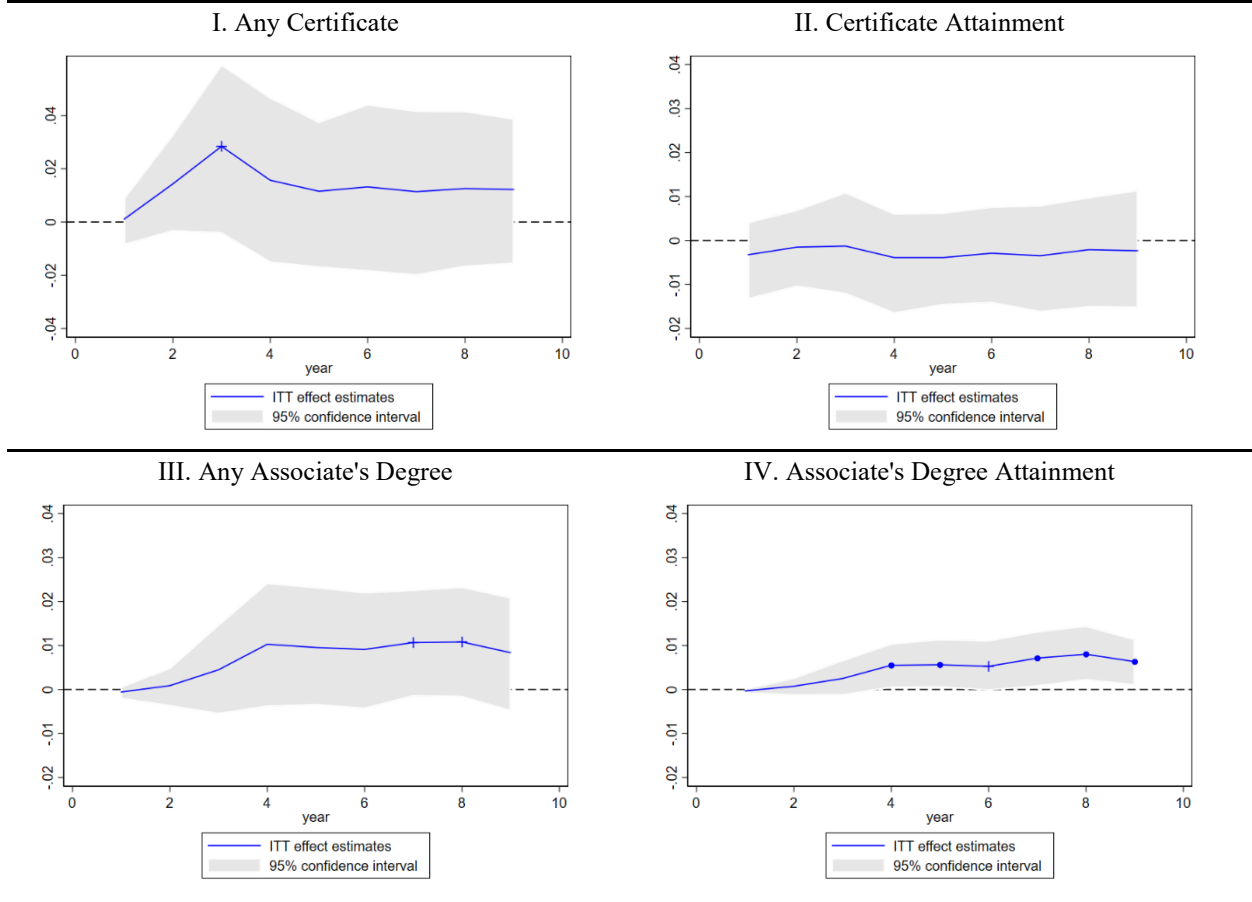 I. Any Certificate
II. Certificate Attainment
.04
.02
0
-.02
-.04
0 2 4 6 8 10
year
ITT effect estimates
95% confidence interval
.04
.03
.02
.01
0
-.01
-.02
0 2 4 6 8 10
year
ITT effect estimates
95% confidence interval
III. Any Associate's Degree
IV. Associate's Degree Attainment
.04
.03
.02
.01
0
-.01
-.02
0 2 4 6 8 10
year
ITT effect estimates
95% confidence interval
.04
.03
.02
.01
0
-.01
-.02
0 2 4 6 8 10
year
ITT effect estimates
95% confidence interval